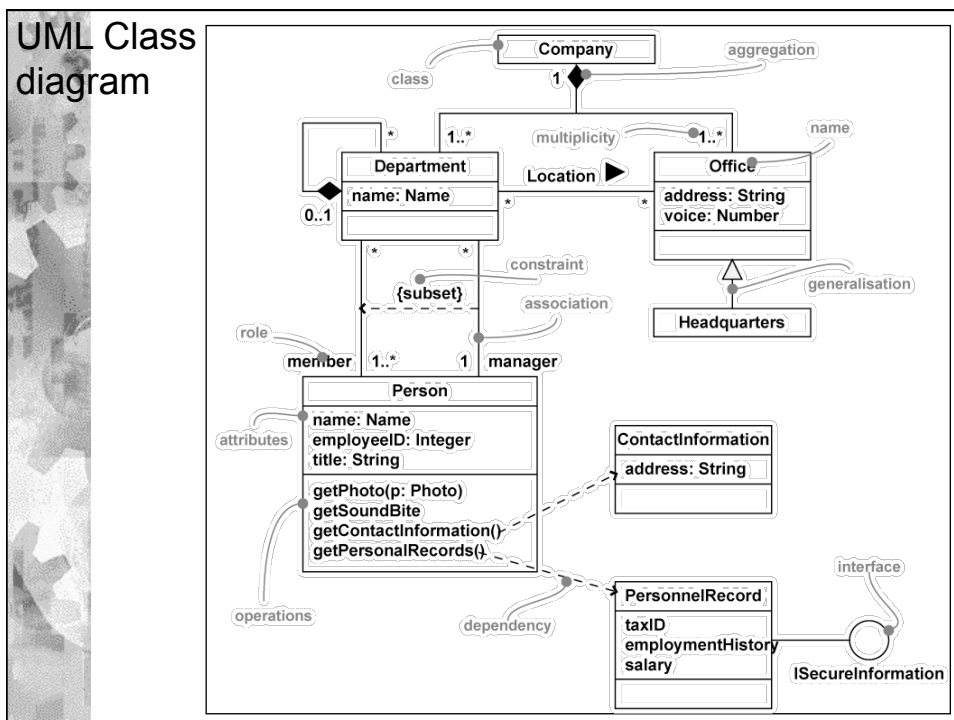 UML Class
diagram
Company
aggregation
class
1
*
1..*
multiplicity
1..*
name
Department
Location
Office
name: Name
address: String
voice: Number
0..1
*
*
*
*
constraint
{subset}
generalisation
association
Headquarters
role
member
1..*
1
manager
Person
attributes
name: Name
employeeID: Integer
title: String
ContactInformation
address: String
getPhoto(p: Photo)
getSoundBite
getContactInformation()
getPersonalRecords()
operations
dependency
interface
PersonnelRecord
taxID
employmentHistory
salary
ISecureInformation